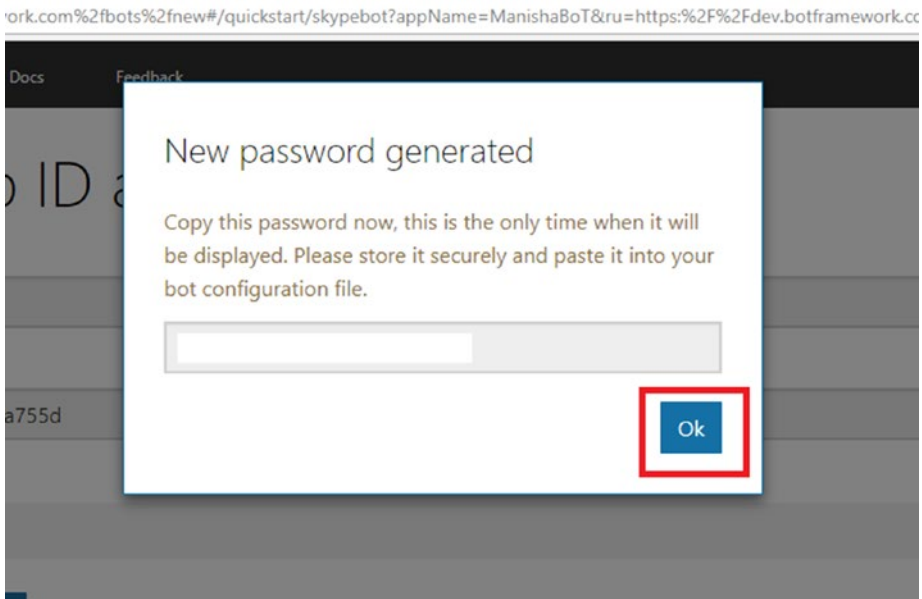 ork.com%2fbots%2fnew#/quickstart/skypebot?appName=ManishaBoT&ru=https:%2F%2Fdev.botframework.co
Docs Feedback
New password generated
ID a
Copy this password now, this is the only time when it will
be displayed. Please store it securely and paste it into your
bot configuration file.
a755d
Ok